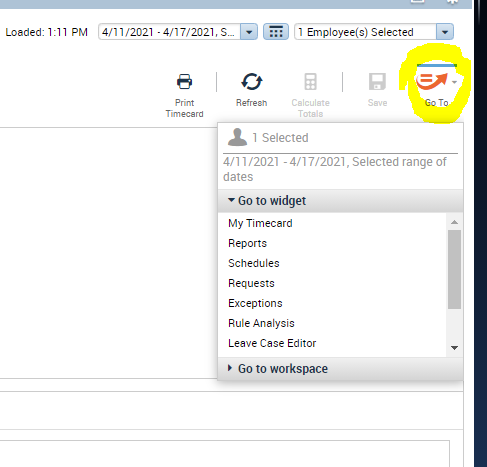 Loaded: 1:11 PM 4/11/2021 - 4/17/2021, S... 1 Employee(s) Selected
Print Timecard
Refresh
Calculate Totals
Save
Go To
1 Selected
4/11/2021 - 4/17/2021, Selected range of
dates
Go to widget
My Timecard
Reports
Schedules
Requests
Exceptions
Rule Analysis
Leave Case Editor
Go to workspace